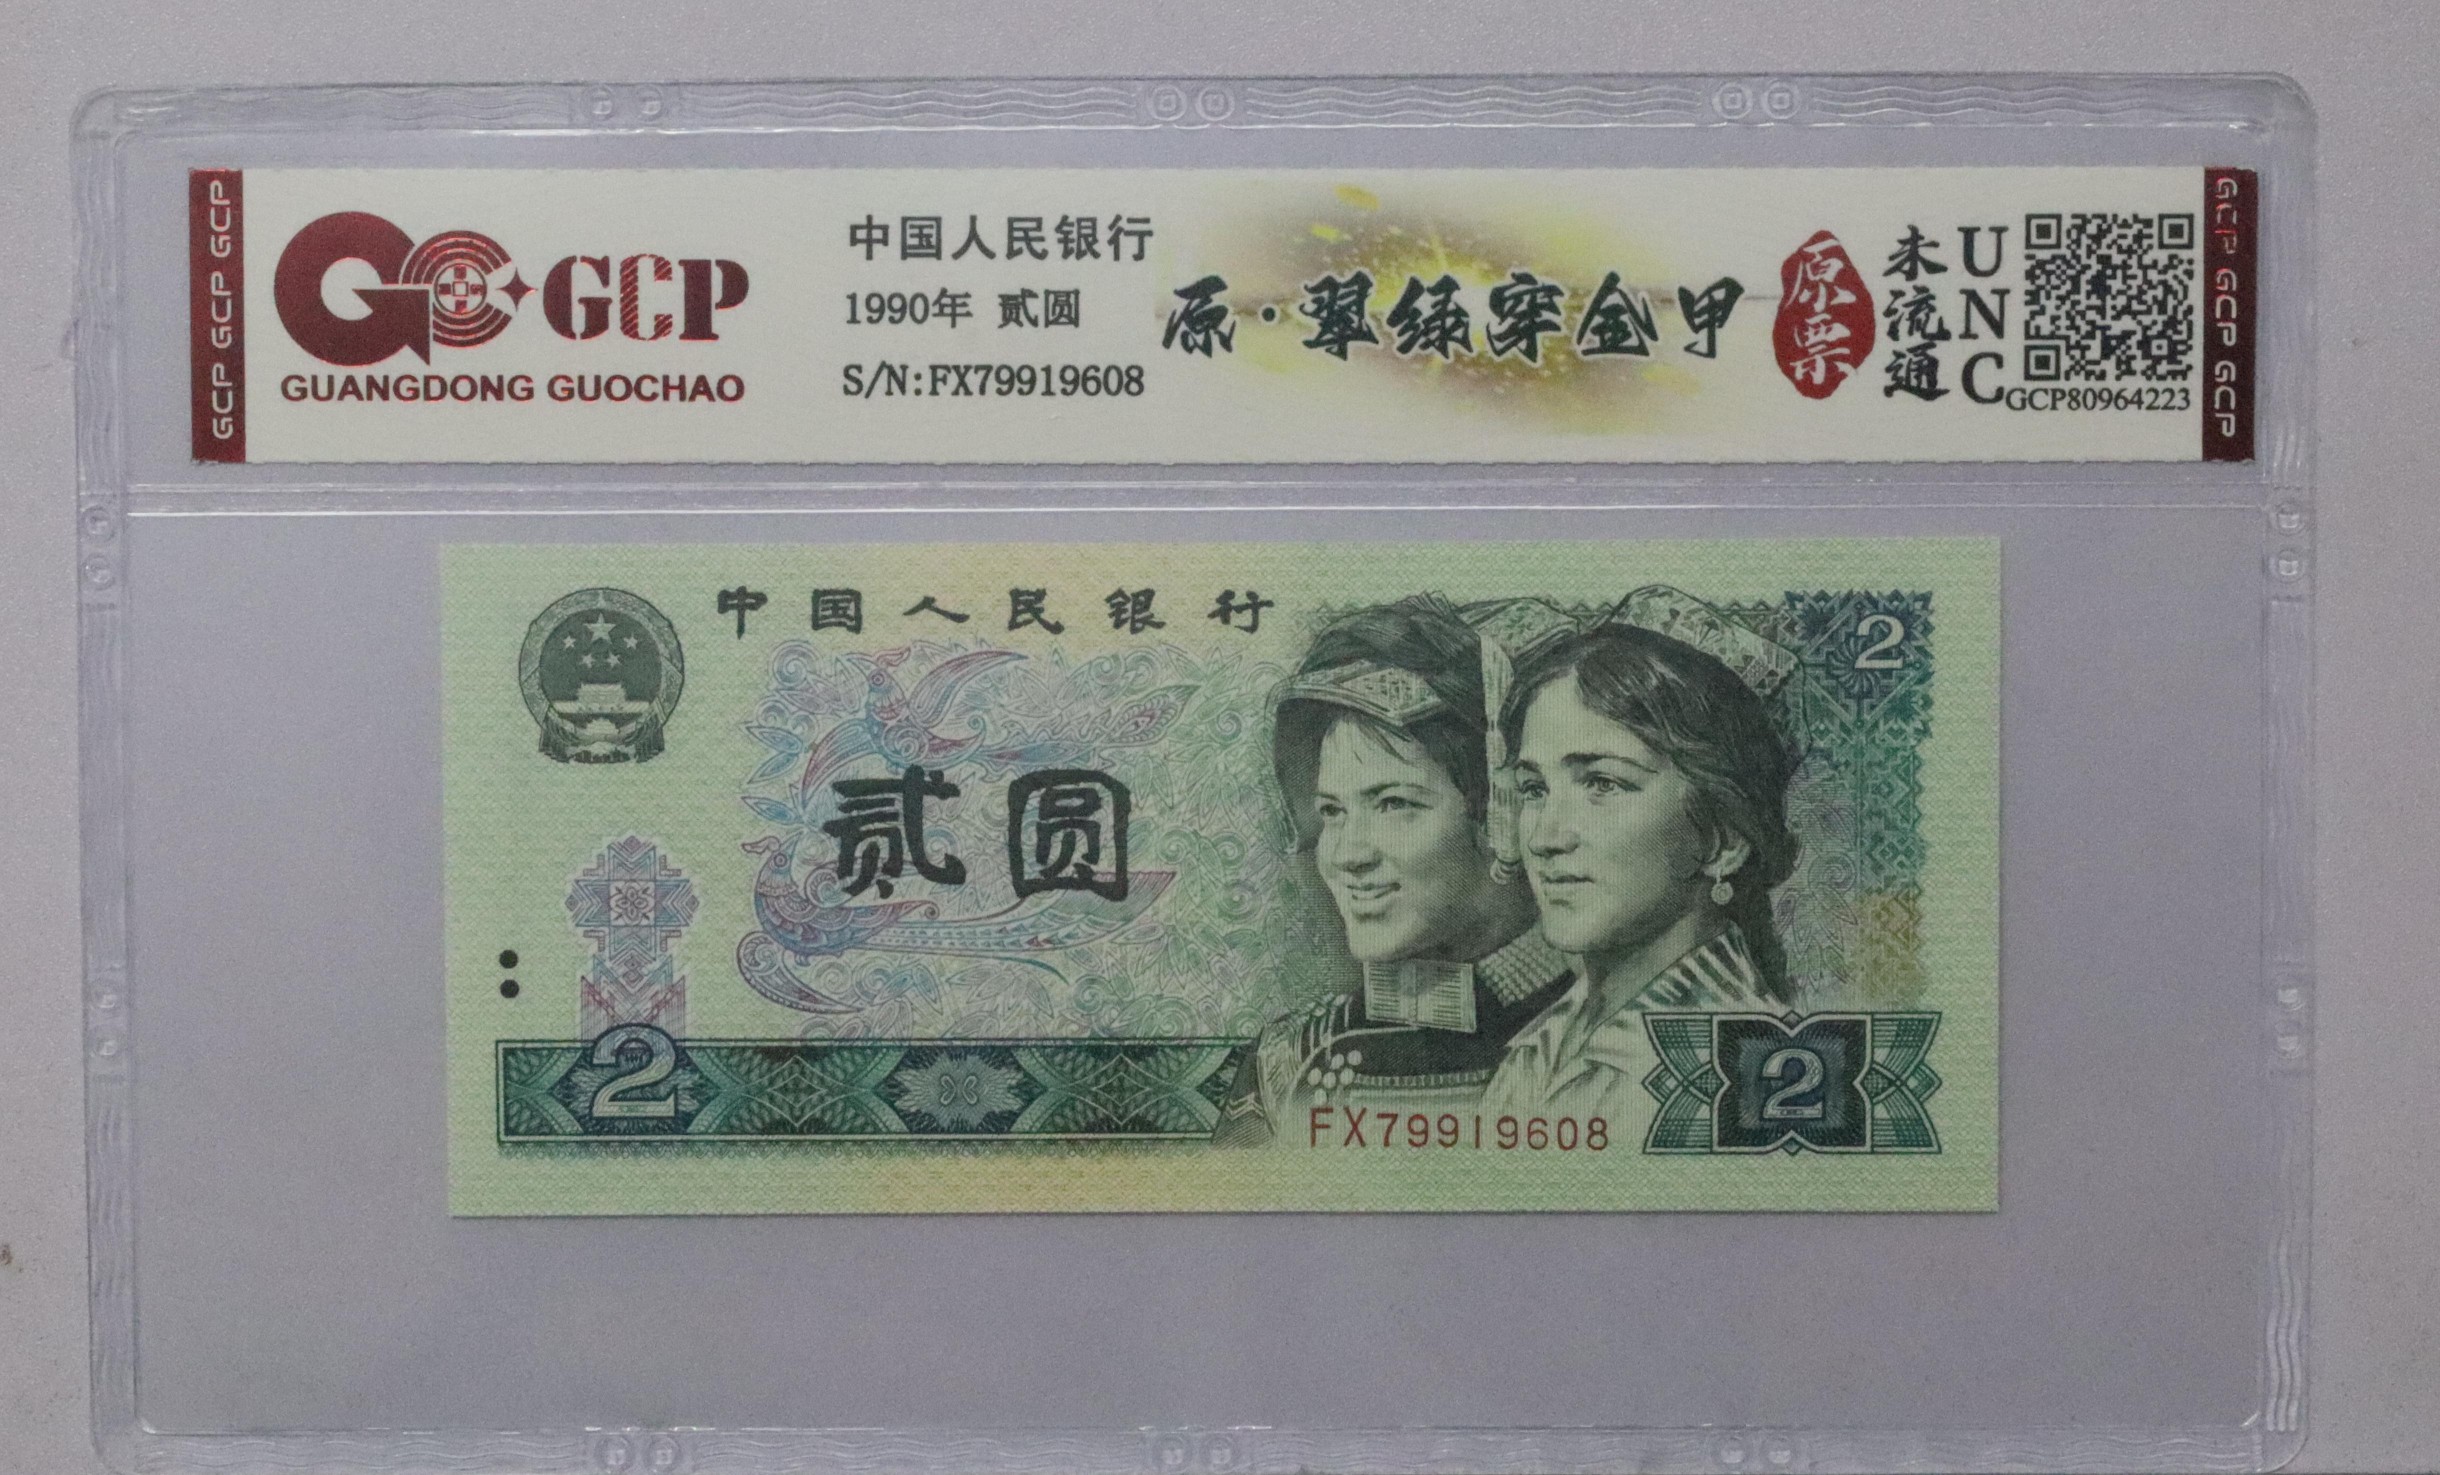 GCP GCP GCP
GCP
GUANGDONG GUOCHAO
中国人民银行
1990年 贰圆
S/N:FX79919608
原·翠绿穿金甲
原票
未流通
UNC
GCP80964223
GCP GCP GCP
中国人民银行
2
贰圆
2
FX79919608
2